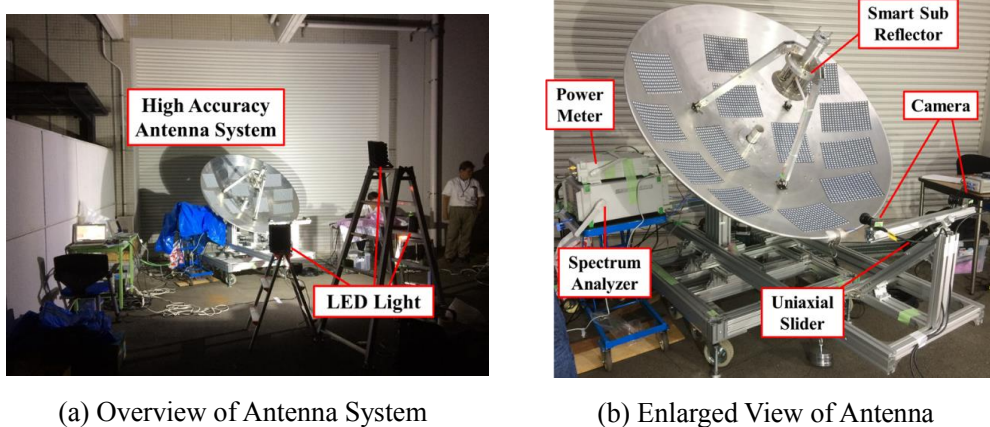 High Accuracy
Antenna System
LED Light
(a) Overview of Antenna System
Smart Sub
Reflector
Power
Meter
Camera
Spectrum
Analyzer
Uniaxial
Slider
(b) Enlarged View of Antenna